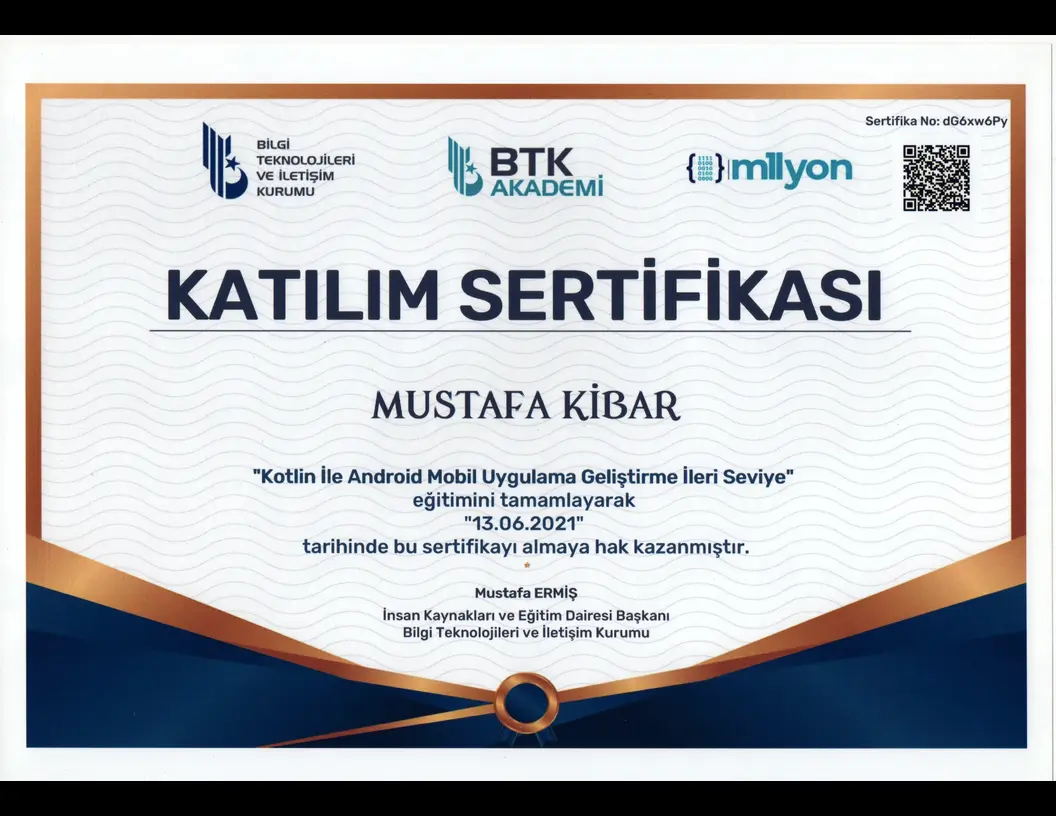 Sertifika No: dG6xw6Py
BİLGİ
TEKNOLOJİLERİ
VE İLETİŞİM
KURUMU
BTK
AKADEMİ
{
1111
0100
0010
0100
0000
} m1lyon
KATILIM SERTİFİKASI
MUSTAFA KİBAR
"Kotlin İle Android Mobil Uygulama Geliştirme İleri Seviye"
eğitimini tamamlayarak
"13.06.2021"
tarihinde bu sertifikayı almaya hak kazanmıştır.
Mustafa ERMİŞ
İnsan Kaynakları ve Eğitim Dairesi Başkanı
Bilgi Teknolojileri ve İletişim Kurumu